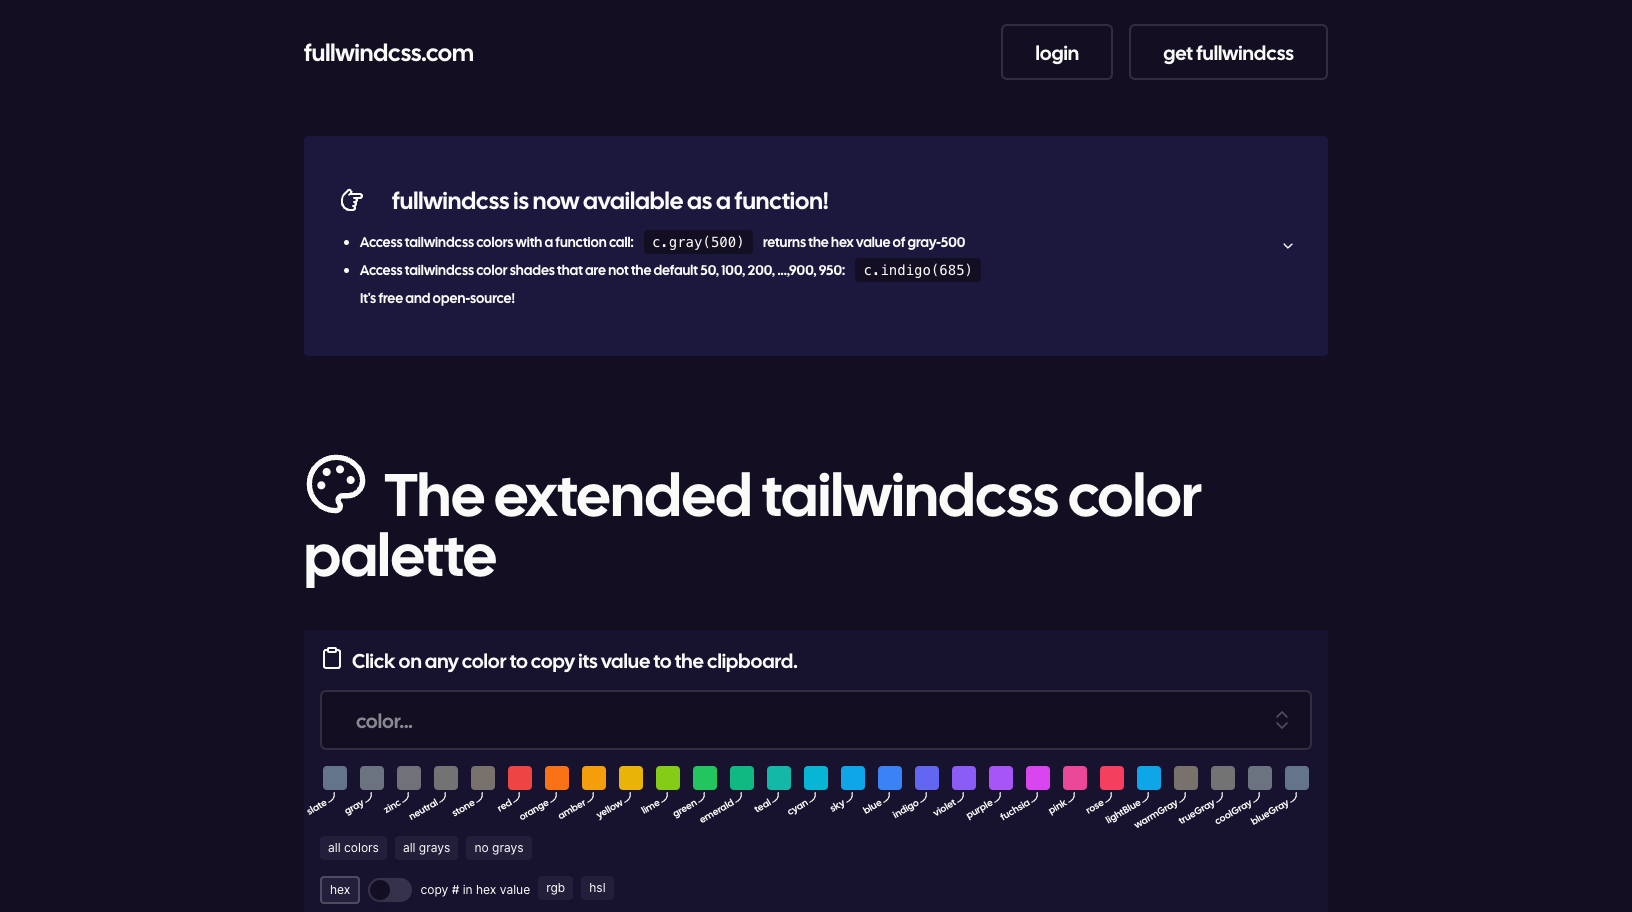 fullwindcss.com
login
get fullwindcss
fullwindcss is now available as a function!
Access tailwindcss colors with a function call: c.gray(500) returns the hex value of gray-500
Access tailwindcss color shades that are not the default 50, 100, 200, ...,900, 950: c.indigo(685)
It's free and open-source!
The extended tailwindcss color
palette
Click on any color to copy its value to the clipboard.
color...
slate gray zinc neutral stone red orange amber yellow lime green emerald teal cyan sky blue indigo violet purple fuchsia pink rose lightBlue warmGray trueGray coolGray blueGray
all colors all grays no grays
hex copy # in hex value rgb hsl